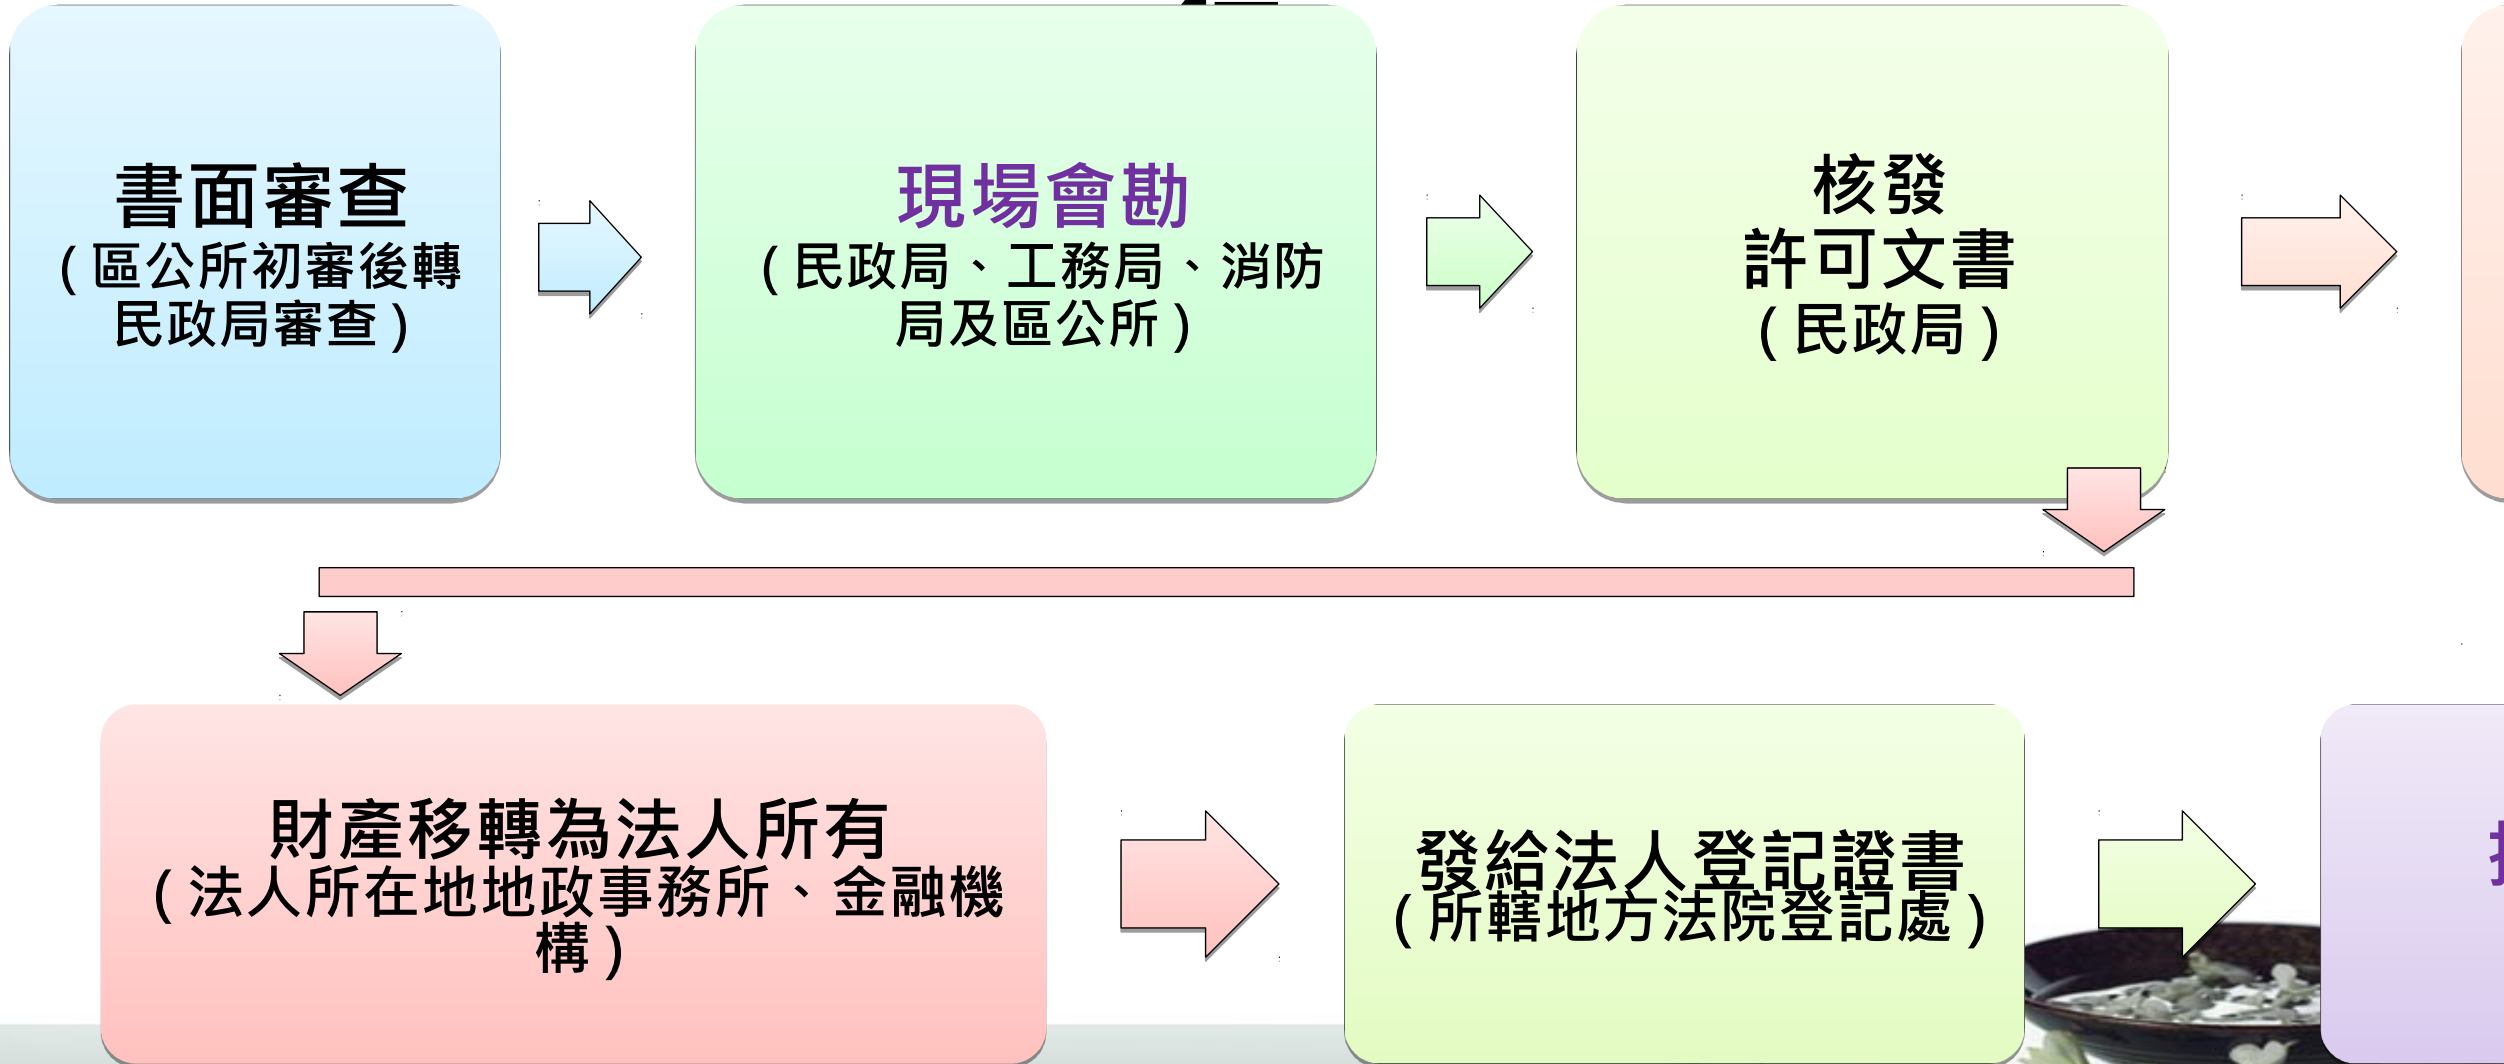 書面審查
（區公所初審後轉
民政局審查）
現場會勘
（民政局、工務局、消防
局及區公所）
核發
許可文書
（民政局）
財產移轉為法人所有
（法人所在地地政事務所、金融機
構）
發給法人登記證書
（所轄地方法院登記處）